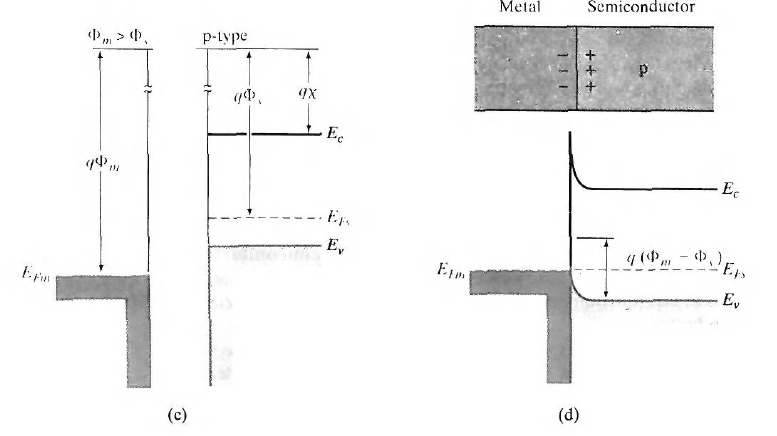 Φm > Φs
p-type
qΦs
qχ
Ec
qΦm
EFs
Ev
EFm
(c)
Metal Semiconductor
− +
− + p
− +
Ec
q (Φm − Φs)
EFm
EFs
Ev
(d)